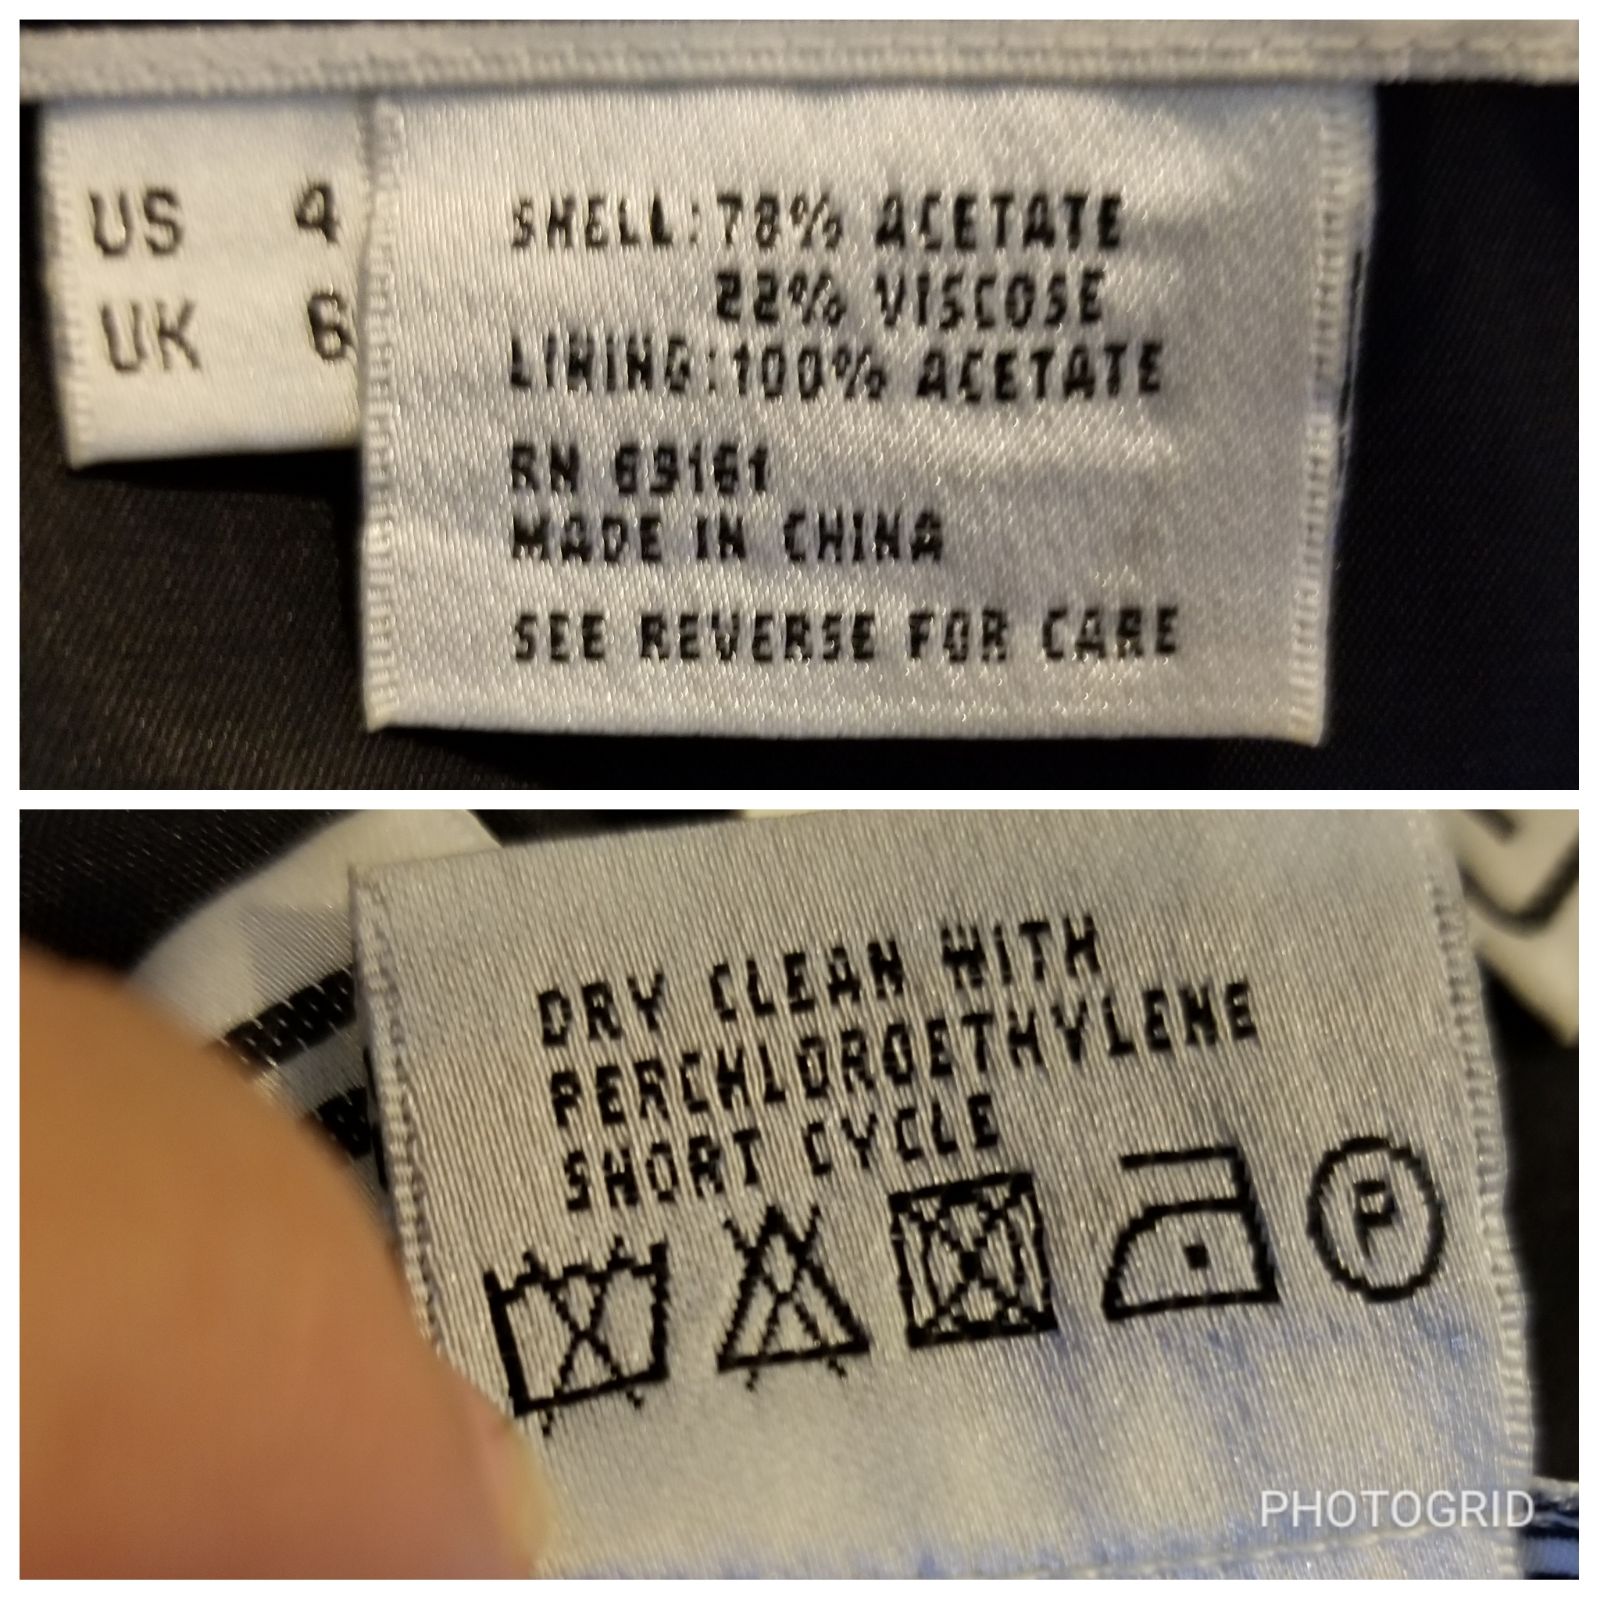 US 4
UK 6
SHELL:78% ACETATE
22% VISCOSE
LINING:100% ACETATE
RN 69161
MADE IN CHINA
SEE REVERSE FOR CARE
DRY CLEAN WITH
PERCHLOROETHYLENE
SHORT CYCLE
P
PHOTOGRID